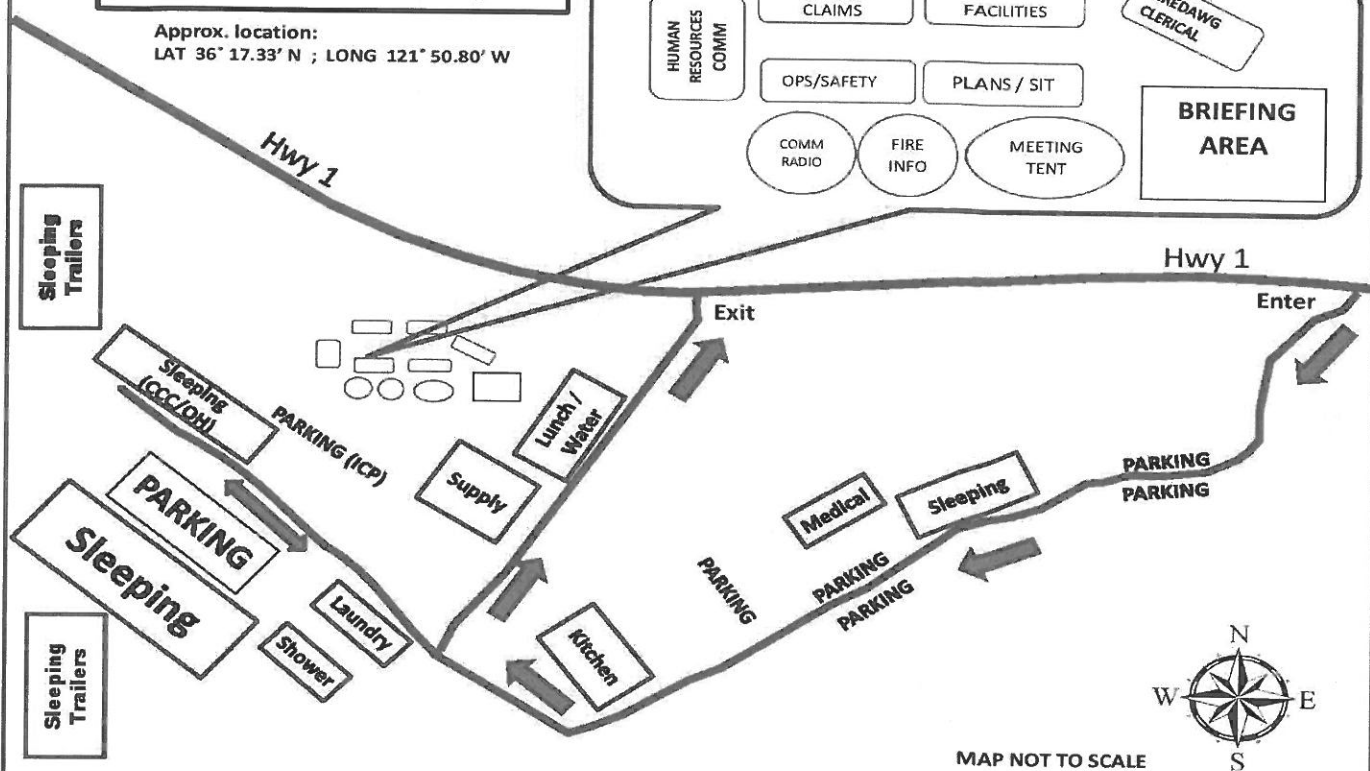 Approx. location:
LAT 36° 17.33' N ; LONG 121° 50.80' W
HUMAN
RESOURCES
COMM
CLAIMS
FACILITIES
CLERICAL
OPS/SAFETY
PLANS / SIT
BRIEFING
AREA
COMM
RADIO
FIRE
INFO
MEETING
TENT
Hwy 1
Hwy 1
Sleeping
Trailers
Exit
Enter
Sleeping
(CCC/OH)
PARKING (ICP)
Lunch /
Water
Supply
PARKING
Sleeping
Medical
Sleeping
PARKING
PARKING
PARKING
PARKING
PARKING
Laundry
Shower
Kitchen
Sleeping
Trailers
N
W
E
S
MAP NOT TO SCALE